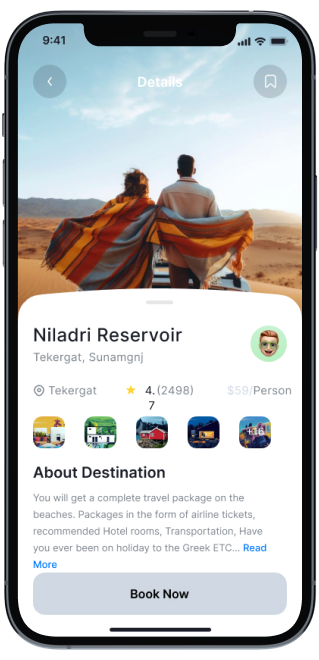 9:41
Details
Niladri Reservoir
Tekergat, Sunamgnj
Tekergat 4.7 (2498) $59/Person
+16
About Destination
You will get a complete travel package on the
beaches. Packages in the form of airline tickets,
recommended Hotel rooms, Transportation, Have
you ever been on holiday to the Greek ETC... Read
More
Book Now